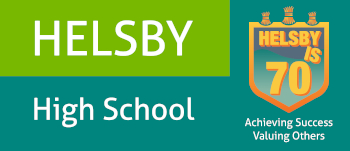 HELSBY
High School
HELSBY
IS
70
Achieving Success
Valuing Others